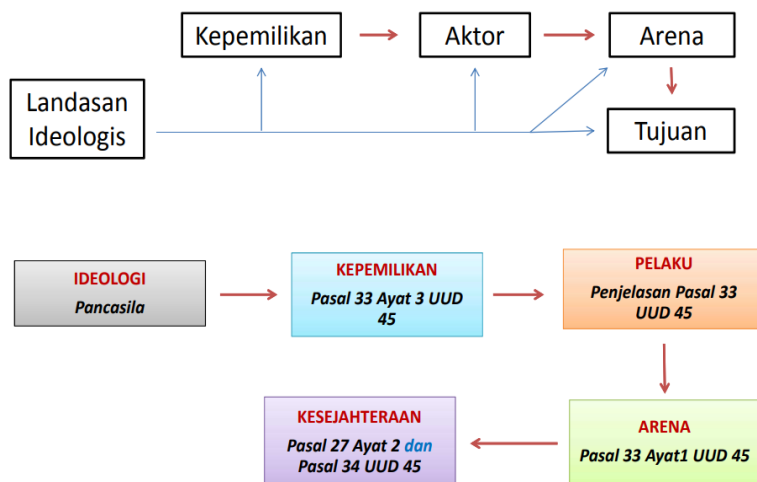 Kepemilikan
Aktor
Arena
Landasan
Ideologis
Tujuan
IDEOLOGI
Pancasila
KEPEMILIKAN
Pasal 33 Ayat 3 UUD
45
PELAKU
Penjelasan Pasal 33
UUD 45
KESEJAHTERAAN
Pasal 27 Ayat 2 dan
Pasal 34 UUD 45
ARENA
Pasal 33 Ayat1 UUD 45